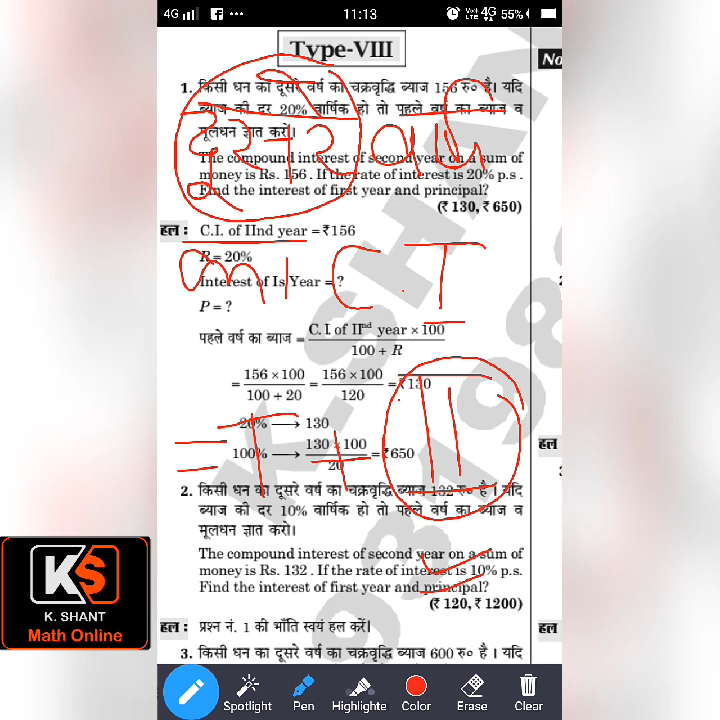 4G 11:13 VoI LTE 4G 55%
Type-VIII
No
1. किसी धन का दूसरे वर्ष का चक्रवृद्धि ब्याज 156 रु० है। यदि
ब्याज की दर 20% वार्षिक हो तो पहले वर्ष का ब्याज व
मूलधन ज्ञात करो।
The compound interest of second year on a sum of
money is Rs. 156. If the rate of interest is 20% p.s.
Find the interest of first year and principal?
(₹ 130, ₹ 650)
हल : C.I. of IInd year = ₹ 156
R = 20%
Interest of Is Year = ?
P = ?
पहले वर्ष का ब्याज = C.I of IInd year × 100 / 100 + R
= 156 × 100 / 100 + 20 = 156 × 100 / 120 = ₹ 130
20% → 130
100% → 130 × 100 / 20 = ₹ 650
2. किसी धन का दूसरे वर्ष का चक्रवृद्धि ब्याज 132 रु० है। यदि
ब्याज की दर 10% वार्षिक हो तो पहले वर्ष का ब्याज व
मूलधन ज्ञात करो।
The compound interest of second year on a sum of
money is Rs. 132. If the rate of interest is 10% p.s.
Find the interest of first year and principal?
(₹ 120, ₹ 1200)
हल : प्रश्न नं. 1 की भाँति स्वयं हल करें।
3. किसी धन का दूसरे वर्ष का चक्रवृद्धि ब्याज 600 रु० है। यदि
हल
हल
C.I
II
K-SHAN
KS
K. SHANT
Math Online
Spotlight Pen Highlighte Color Erase Clear